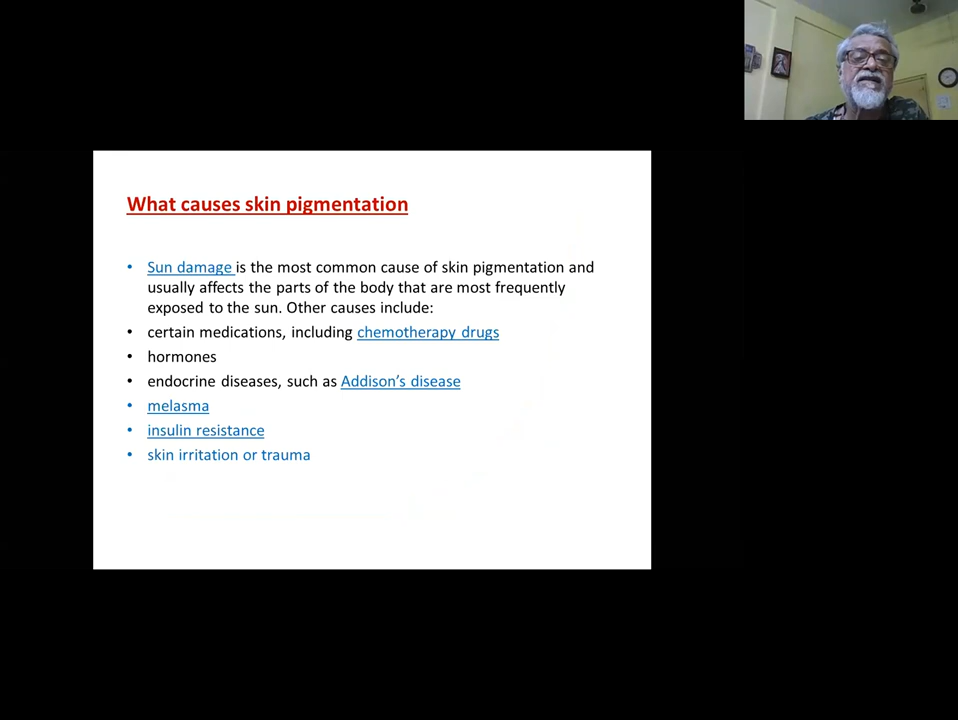 What causes skin pigmentation
• Sun damage is the most common cause of skin pigmentation and
usually affects the parts of the body that are most frequently
exposed to the sun. Other causes include:
• certain medications, including chemotherapy drugs
• hormones
• endocrine diseases, such as Addison’s disease
• melasma
• insulin resistance
• skin irritation or trauma